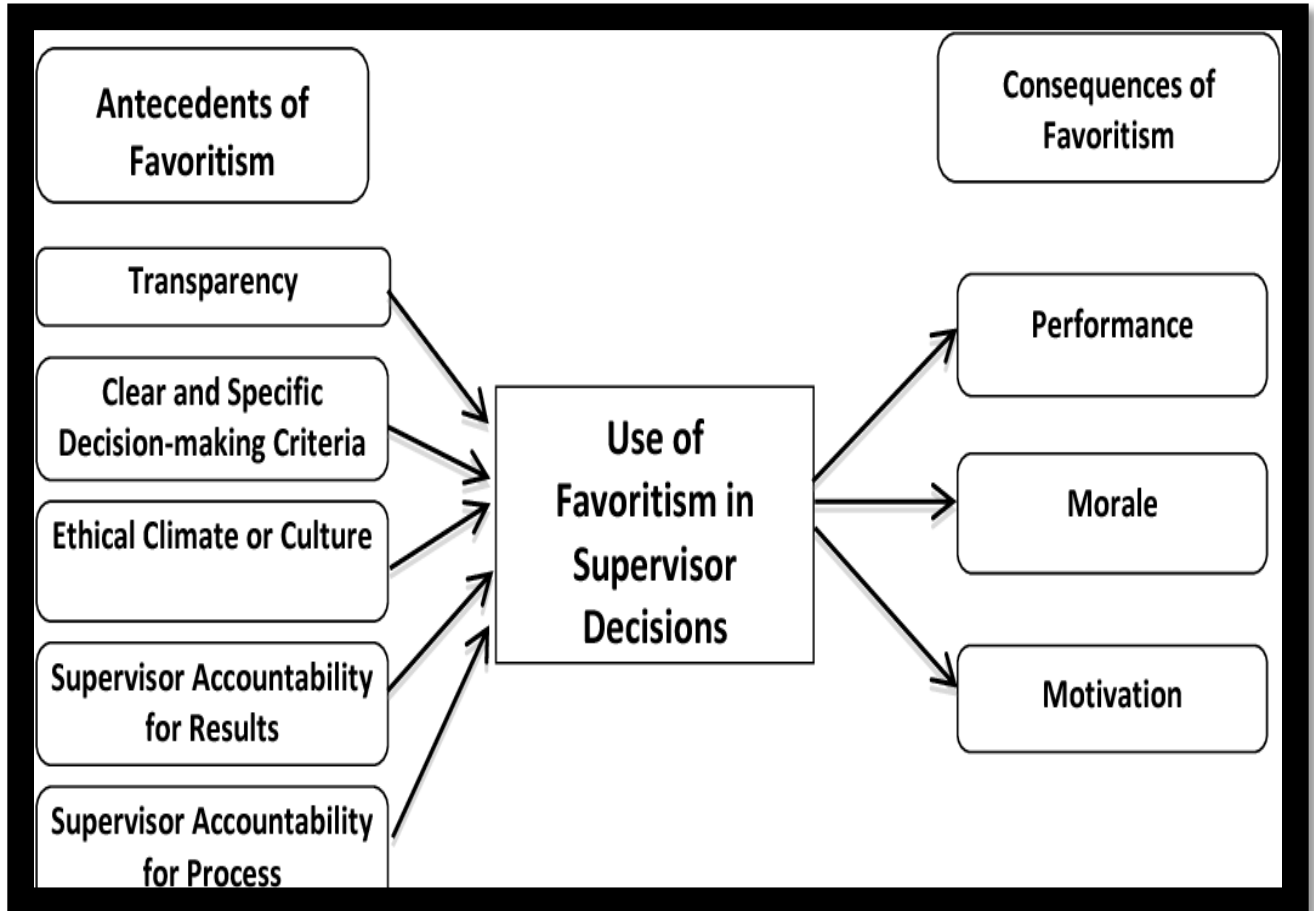 Antecedents of
Favoritism
Consequences of
Favoritism
Transparency
Clear and Specific
Decision-making Criteria
Ethical Climate or Culture
Supervisor Accountability
for Results
Supervisor Accountability
for Process
Use of
Favoritism in
Supervisor
Decisions
Performance
Morale
Motivation